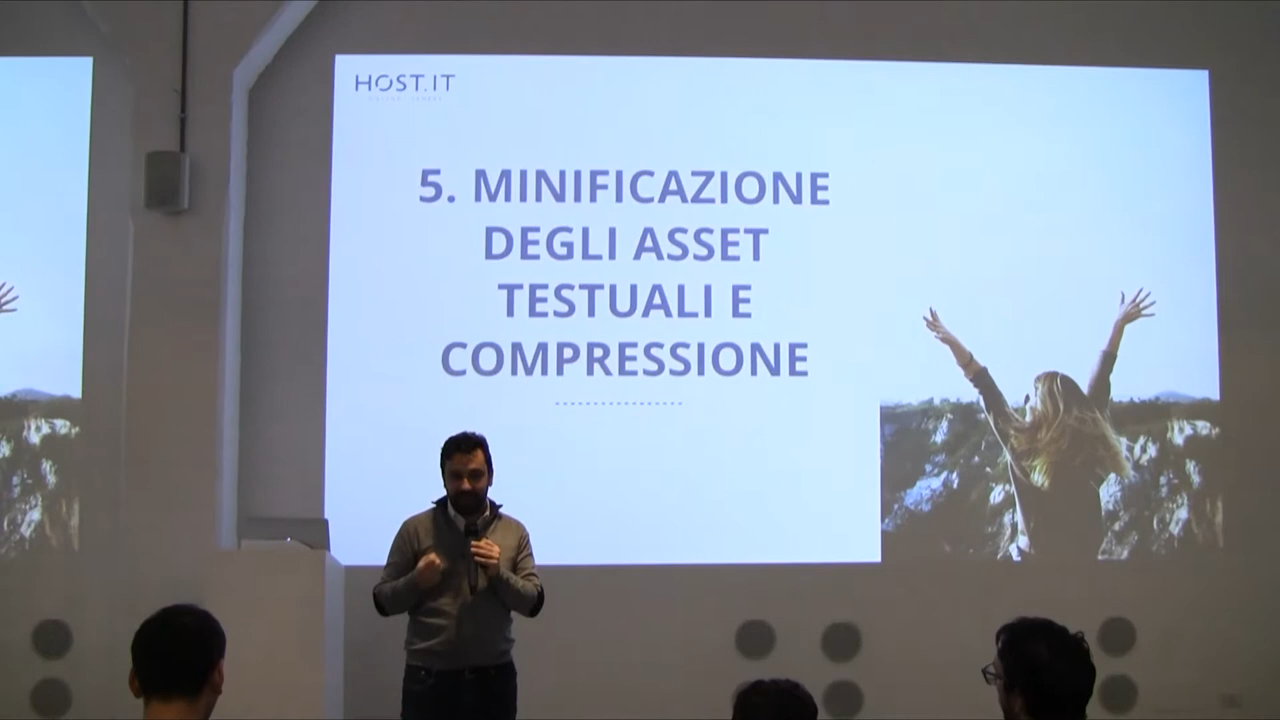 HOST.IT
5. MINIFICAZIONE
DEGLI ASSET
TESTUALI E
COMPRESSIONE